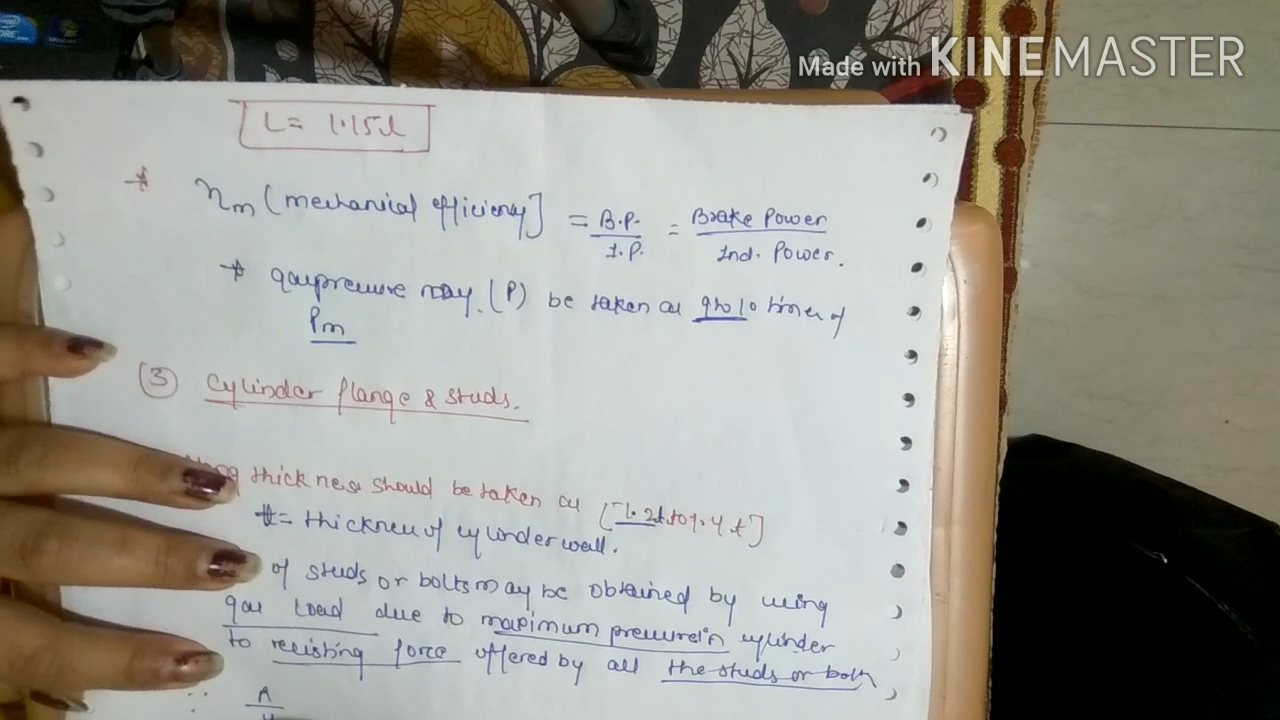 intel
CORE
Made with KINEMASTER
L = 1.15 l
* ηm (mechanical efficiency] = B.P. / I.P. = Brake Power / Ind. Power.
* gas pressure may (P) be taken as 9 to 10 times of
Pm
(3) Cylinder flange & studs.
thickness should be taken as [1.2t to 1.4t]
t = thickness of cylinder wall.
of studs or bolts may be obtained by using
gas load due to maximum pressure in cylinder
to resisting force offered by all the studs or bolts
∴ π